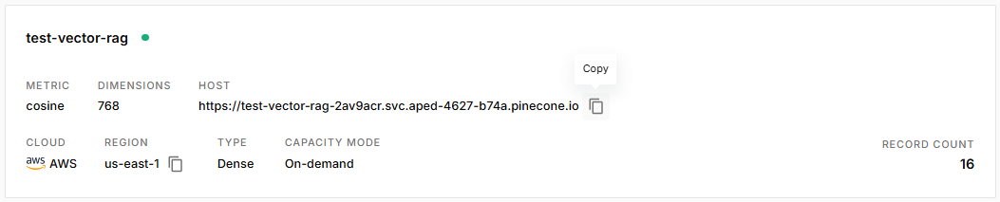 test-vector-rag
Copy
METRIC DIMENSIONS HOST
cosine 768 https://test-vector-rag-2av9acr.svc.aped-4627-b74a.pinecone.io
CLOUD REGION TYPE CAPACITY MODE RECORD COUNT
aws AWS us-east-1 Dense On-demand 16